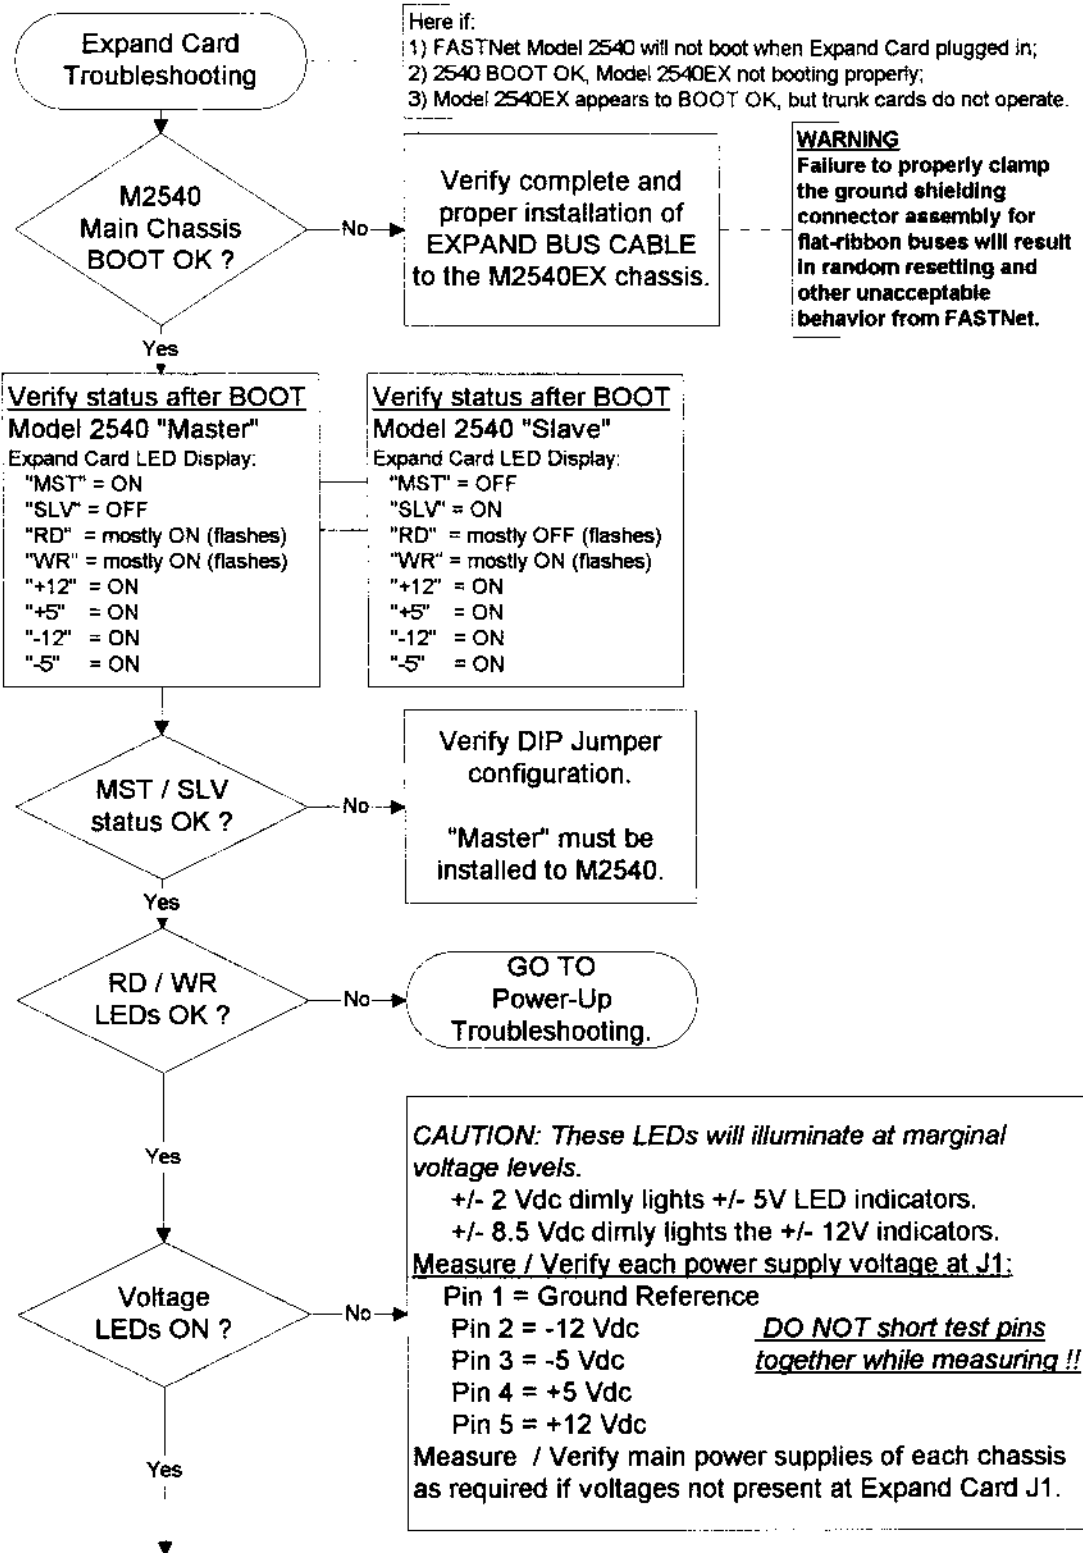 Expand Card
Troubleshooting
Here if:
1) FASTNet Model 2540 will not boot when Expand Card plugged in;
2) 2540 BOOT OK, Model 2540EX not booting properly;
3) Model 2540EX appears to BOOT OK, but trunk cards do not operate.
M2540
Main Chassis
BOOT OK ?
No
Verify complete and
proper installation of
EXPAND BUS CABLE
to the M2540EX chassis.
WARNING
Failure to properly clamp
the ground shielding
connector assembly for
flat-ribbon buses will result
in random resetting and
other unacceptable
behavior from FASTNet.
Yes
Verify status after BOOT
Model 2540 "Master"
Expand Card LED Display:
"MST" = ON
"SLV" = OFF
"RD" = mostly ON (flashes)
"WR" = mostly ON (flashes)
"+12" = ON
"+5" = ON
"-12" = ON
"-5" = ON
Verify status after BOOT
Model 2540 "Slave"
Expand Card LED Display:
"MST" = OFF
"SLV" = ON
"RD" = mostly OFF (flashes)
"WR" = mostly ON (flashes)
"+12" = ON
"+5" = ON
"-12" = ON
"-5" = ON
MST / SLV
status OK ?
No
Verify DIP Jumper
configuration.
"Master" must be
installed to M2540.
Yes
RD / WR
LEDs OK ?
No
GO TO
Power-Up
Troubleshooting.
Yes
Voltage
LEDs ON ?
No
CAUTION: These LEDs will illuminate at marginal
voltage levels.
+/- 2 Vdc dimly lights +/- 5V LED indicators.
+/- 8.5 Vdc dimly lights the +/- 12V indicators.
Measure / Verify each power supply voltage at J1:
Pin 1 = Ground Reference
Pin 2 = -12 Vdc
Pin 3 = -5 Vdc
Pin 4 = +5 Vdc
Pin 5 = +12 Vdc
DO NOT short test pins
together while measuring !!
Measure / Verify main power supplies of each chassis
as required if voltages not present at Expand Card J1.
Yes